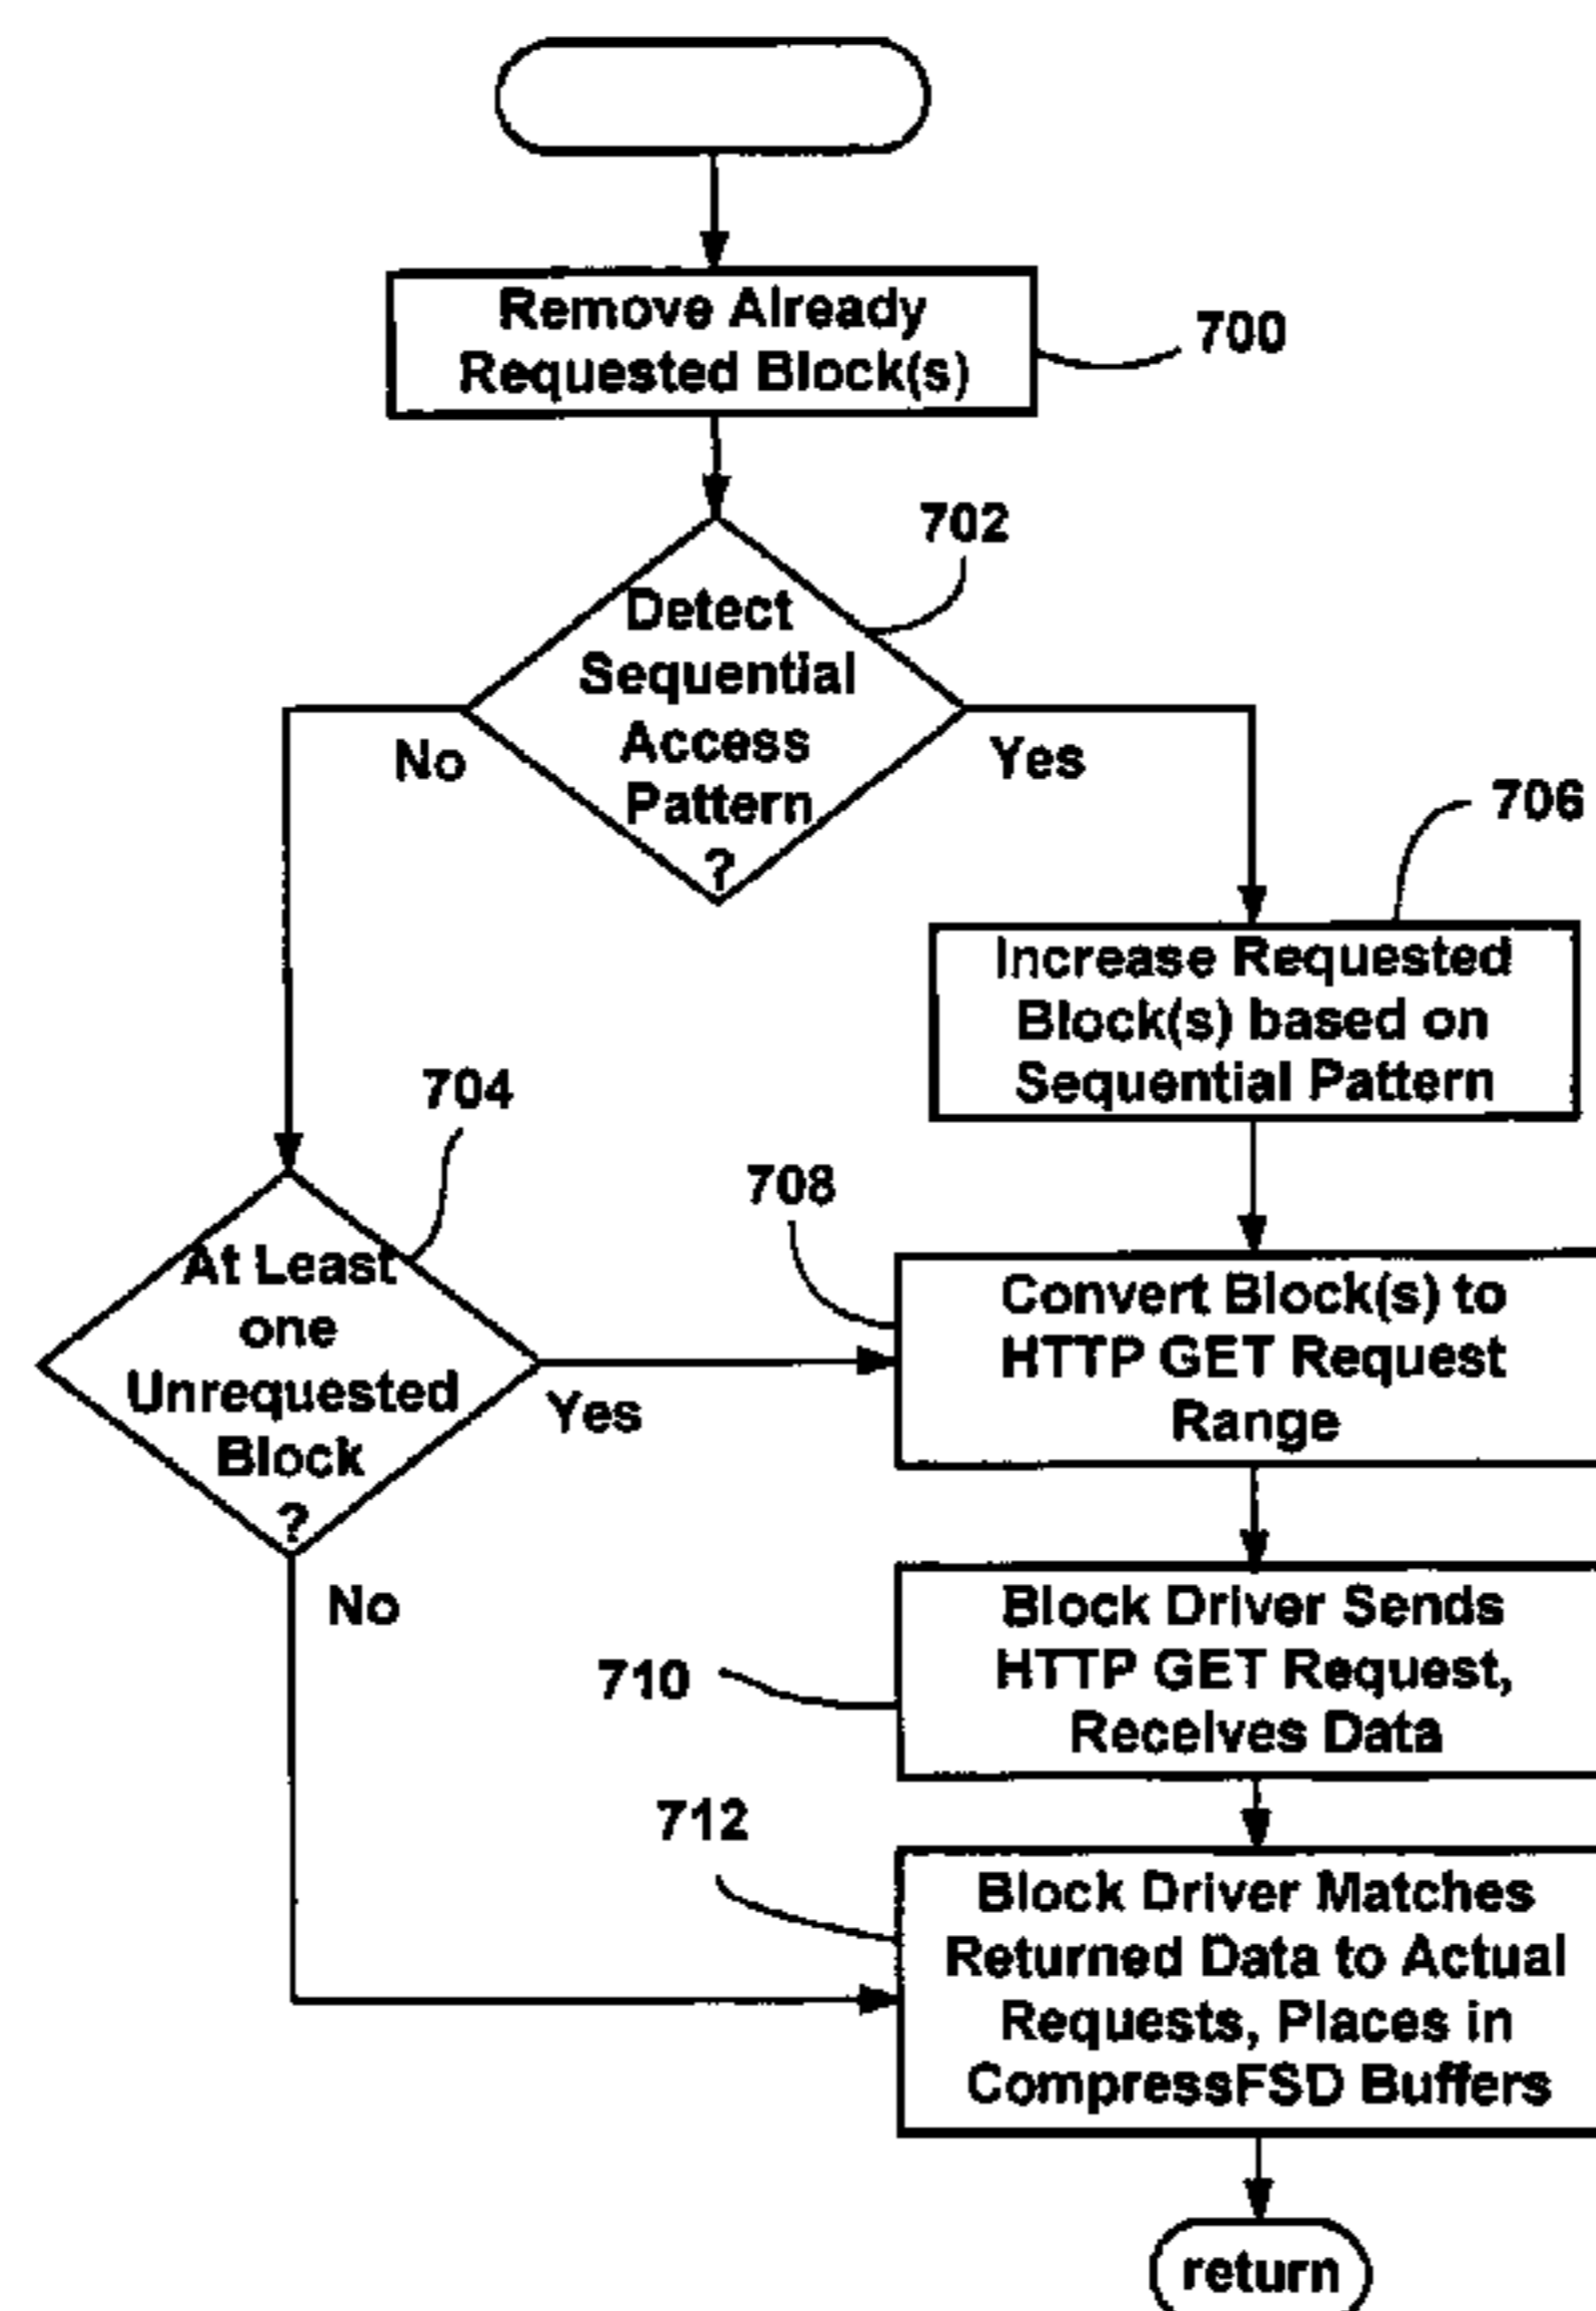 Remove Already
Requested Block(s)
700
702
Detect
Sequential
Access
Pattern
?
No
Yes
706
Increase Requested
Block(s) based on
Sequential Pattern
704
At Least
one
Unrequested
Block
?
Yes
No
708
Convert Block(s) to
HTTP GET Request
Range
710
Block Driver Sends
HTTP GET Request,
Receives Data
712
Block Driver Matches
Returned Data to Actual
Requests, Places in
CompressFSD Buffers
return